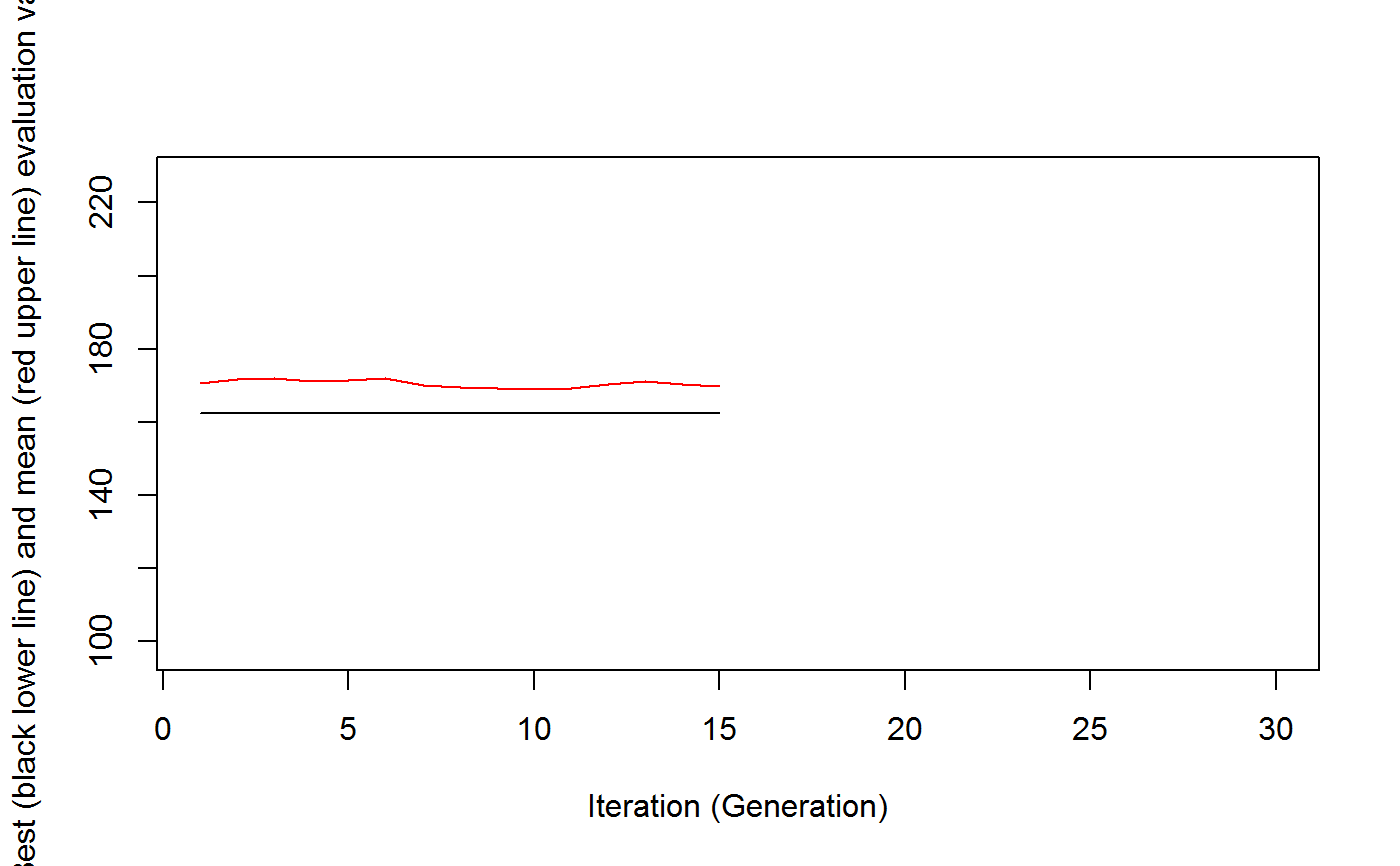 Best (black lower line) and mean (red upper line) evaluation va
220
180
140
100
0 5 10 15 20 25 30
Iteration (Generation)